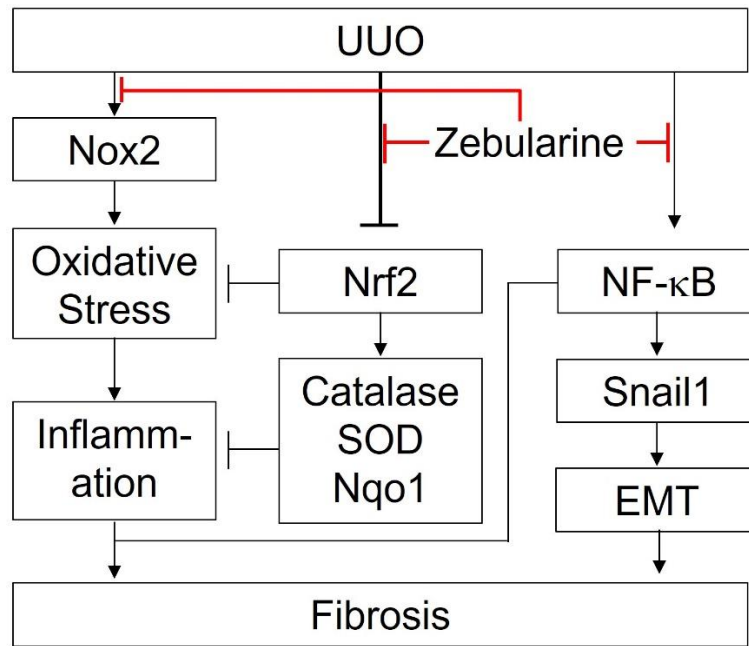 UUO
Zebularine
Nox2
Oxidative
Stress
Nrf2
NF-κB
Catalase
SOD
Nqo1
Snail1
Inflamm-
ation
EMT
Fibrosis